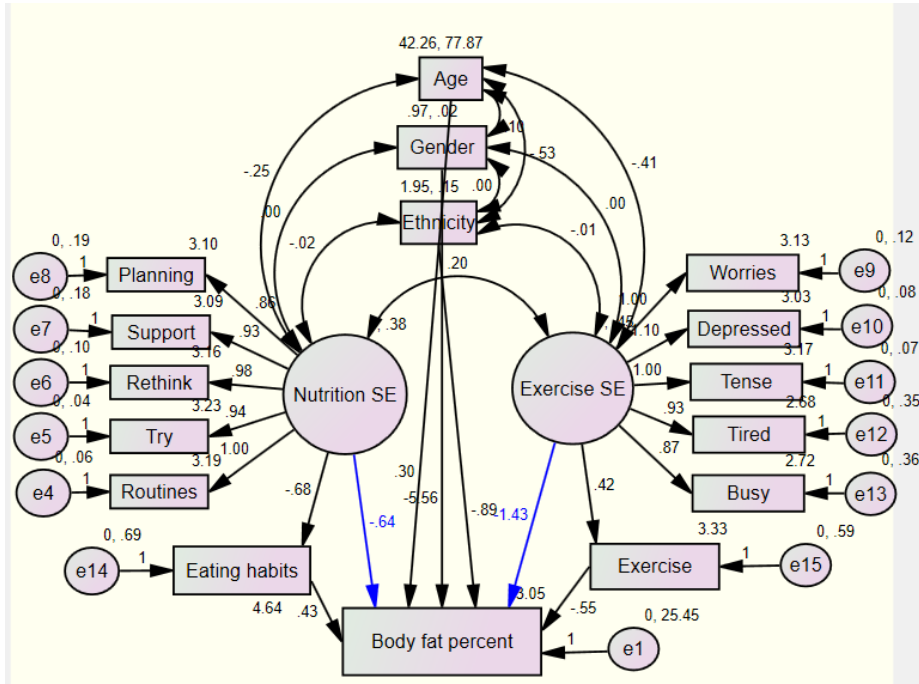 42.26, 77.87
Age
.97, .02
.10
Gender
-.53
-.41
-.25
1.95, .15
.00
.00
.00
Ethnicity
-.02
-.01
0, .19
3.10
.20
3.13
0, .12
e8
1
Planning
Worries
1
e9
0, .18
3.09
.86
1.00
3.03
0, .08
e7
1
Support
.93
, .38
.45
1.10
Depressed
1
e10
0, .10
3.16
3.17
0, .07
e6
1
Rethink
.98
Nutrition SE
Exercise SE
1.00
Tense
1
e11
0, .04
3.23
.94
.93
2.68
0, .35
e5
1
Try
1.00
.87
Tired
1
e12
0, .06
3.19
2.72
0, .36
e4
1
Routines
Busy
1
e13
-.68
-.64
.30
-5.56
-.89
-1.43
.42
0, .69
3.33
0, .59
e14
1
Eating habits
Exercise
1
e15
4.64
.43
3.05
-.55
0, 25.45
Body fat percent
1
e1